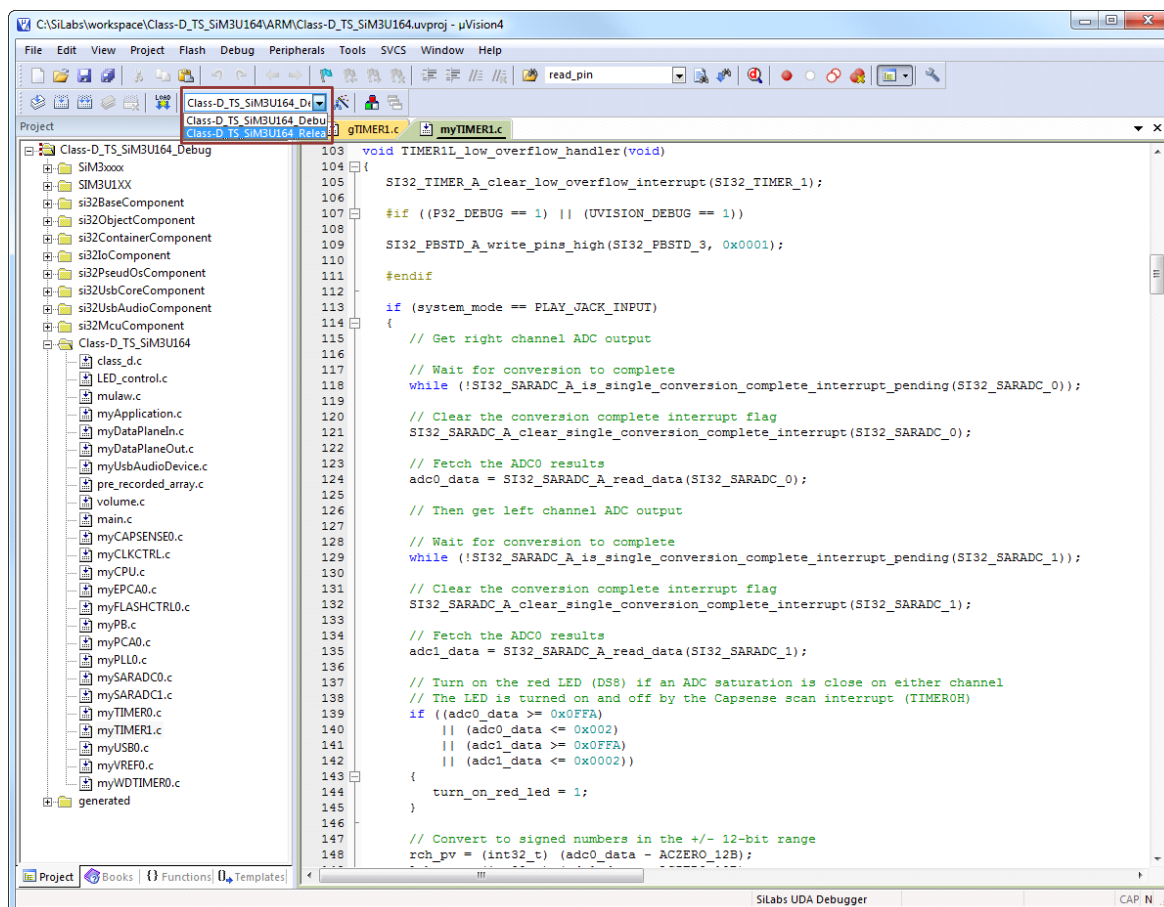 C:\SiLabs\workspace\Class-D_TS_SiM3U164\ARM\Class-D_TS_SiM3U164.uvproj - µVision4
File Edit View Project Flash Debug Peripherals Tools SVCS Window Help
read_pin
LOAD
Class-D_TS_SiM3U164_De
Class-D_TS_SiM3U164_Debu
Class-D_TS_SiM3U164_Relea
Project
Class-D_TS_SiM3U164_Debug
SiM3xxxx
SIM3U1XX
si32BaseComponent
si32ObjectComponent
si32ContainerComponent
si32IoComponent
si32PseudOsComponent
si32UsbCoreComponent
si32UsbAudioComponent
si32McuComponent
Class-D_TS_SiM3U164
class_d.c
LED_control.c
mulaw.c
myApplication.c
myDataPlaneIn.c
myDataPlaneOut.c
myUsbAudioDevice.c
pre_recorded_array.c
volume.c
main.c
myCAPSENSE0.c
myCLKCTRL.c
myCPU.c
myEPCA0.c
myFLASHCTRL0.c
myPB.c
myPCA0.c
myPLL0.c
mySARADC0.c
mySARADC1.c
myTIMER0.c
myTIMER1.c
myUSB0.c
myVREF0.c
myWDTIMER0.c
generated
Project Books {} Functions 0→ Templates
gTIMER1.c myTIMER1.c
103 void TIMER1L_low_overflow_handler(void)
104 {
105 SI32_TIMER_A_clear_low_overflow_interrupt(SI32_TIMER_1);
106
107 #if ((P32_DEBUG == 1) || (UVISION_DEBUG == 1))
108
109 SI32_PBSTD_A_write_pins_high(SI32_PBSTD_3, 0x0001);
110
111 #endif
112
113 if (system_mode == PLAY_JACK_INPUT)
114 {
115 // Get right channel ADC output
116
117 // Wait for conversion to complete
118 while (!SI32_SARADC_A_is_single_conversion_complete_interrupt_pending(SI32_SARADC_0));
119
120 // Clear the conversion complete interrupt flag
121 SI32_SARADC_A_clear_single_conversion_complete_interrupt(SI32_SARADC_0);
122
123 // Fetch the ADC0 results
124 adc0_data = SI32_SARADC_A_read_data(SI32_SARADC_0);
125
126 // Then get left channel ADC output
127
128 // Wait for conversion to complete
129 while (!SI32_SARADC_A_is_single_conversion_complete_interrupt_pending(SI32_SARADC_1));
130
131 // Clear the conversion complete interrupt flag
132 SI32_SARADC_A_clear_single_conversion_complete_interrupt(SI32_SARADC_1);
133
134 // Fetch the ADC0 results
135 adc1_data = SI32_SARADC_A_read_data(SI32_SARADC_1);
136
137 // Turn on the red LED (DS8) if an ADC saturation is close on either channel
138 // The LED is turned on and off by the Capsense scan interrupt (TIMER0H)
139 if ((adc0_data >= 0x0FFA)
140 || (adc0_data <= 0x002)
141 || (adc1_data >= 0x0FFA)
142 || (adc1_data <= 0x0002))
143 {
144 turn_on_red_led = 1;
145 }
146
147 // Convert to signed numbers in the +/- 12-bit range
148 rch_pv = (int32_t) (adc0_data - ACZERO_12B);
SiLabs UDA Debugger CAP N